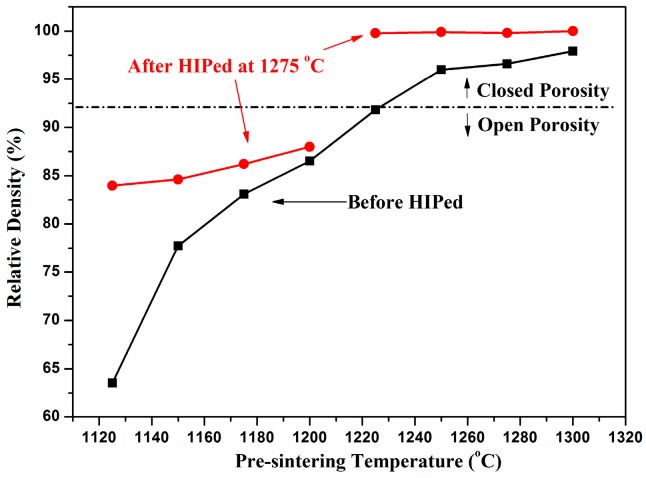 100
95
90
85
80
75
70
65
60
Relative Density (%)
After HIPed at 1275 °C
Closed Porosity
Open Porosity
Before HIPed
1120 1140 1160 1180 1200 1220 1240 1260 1280 1300 1320
Pre-sintering Temperature (°C)